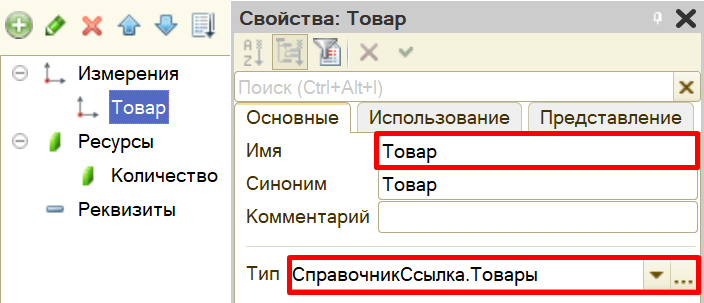 Измерения
Товар
Ресурсы
Количество
Реквизиты
Свойства: Товар
Поиск (Ctrl+Alt+I)
Основные Использование Представление
Имя Товар
Синоним Товар
Комментарий
Тип СправочникСсылка.Товары ...